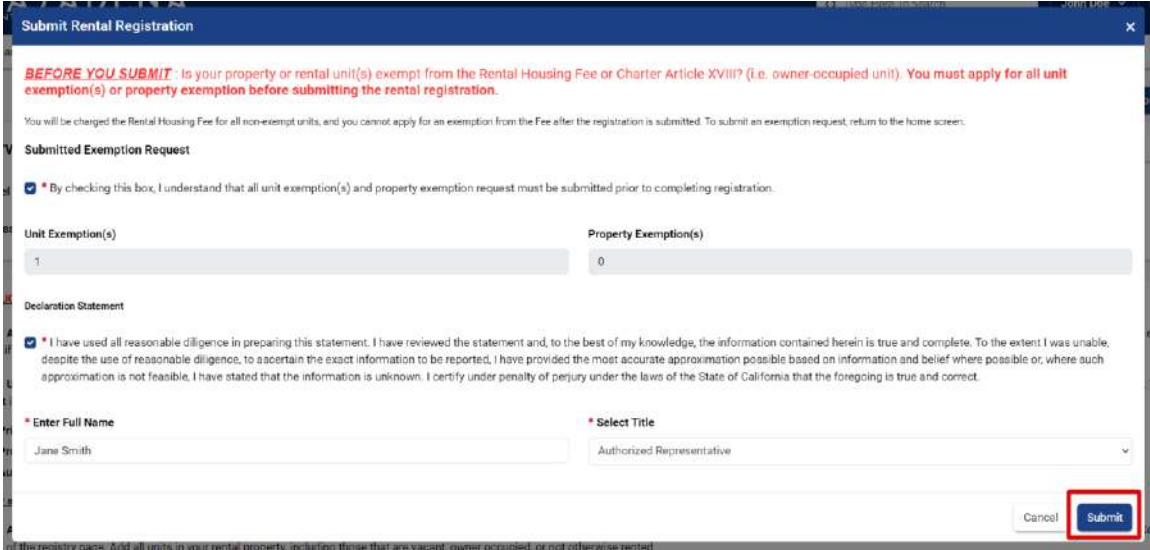 John Doe
Submit Rental Registration
×
BEFORE YOU SUBMIT : Is your property or rental unit(s) exempt from the Rental Housing Fee or Charter Article XVIII? (i.e. owner-occupied unit). You must apply for all unit
exemption(s) or property exemption before submitting the rental registration.
You will be charged the Rental Housing Fee for all non-exempt units, and you cannot apply for an exemption from the Fee after the registration is submitted. To submit an exemption request, return to the home screen.
Submitted Exemption Request
* By checking this box, I understand that all unit exemption(s) and property exemption request must be submitted prior to completing registration.
Unit Exemption(s) Property Exemption(s)
1 0
Declaration Statement
* I have used all reasonable diligence in preparing this statement. I have reviewed the statement and, to the best of my knowledge, the information contained herein is true and complete. To the extent I was unable,
despite the use of reasonable diligence, to ascertain the exact information to be reported, I have provided the most accurate approximation possible based on information and belief where possible or, where such
approximation is not feasible, I have stated that the information is unknown. I certify under penalty of perjury under the laws of the State of California that the foregoing is true and correct.
* Enter Full Name * Select Title
Jane Smith Authorized Representative
Cancel Submit
of the registry page. Add all units in your rental property, including those that are vacant, owner occupied, or not otherwise rented